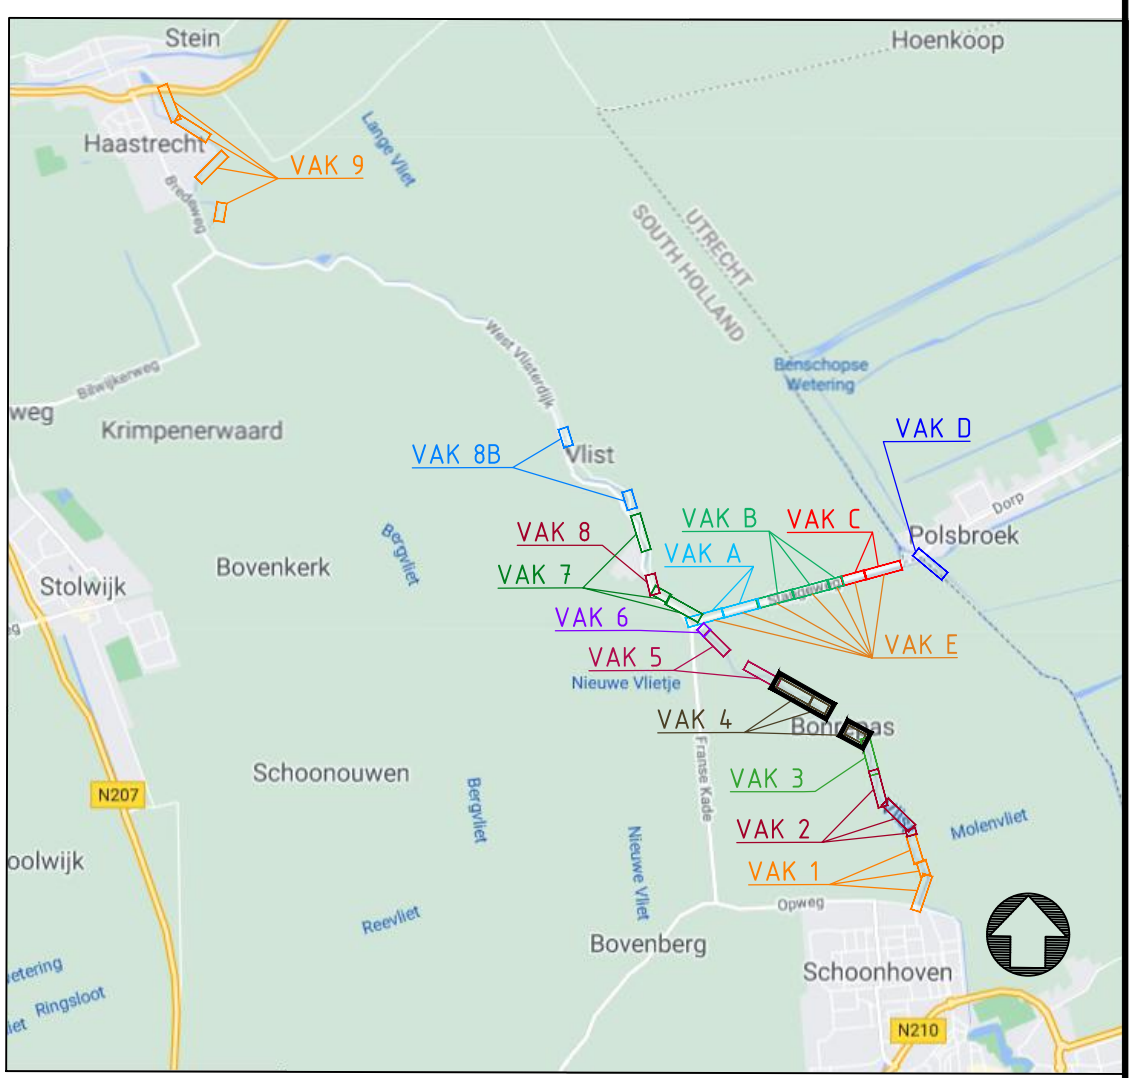 Stein
Hoenkoop
Haastrecht
Lange Vliet
VAK 9
Bredeweg
UTRECHT
SOUTH HOLLAND
West Vlisterdijk
Benschopse
Wetering
Bilwijkerweg
weg
Krimpenerwaard
VAK 8B
Vlist
VAK D
Dorp
VAK 8
VAK B
VAK C
Polsbroek
Bergvliet
VAK A
Bovenkerk
VAK 7
Stolwijk
Slangeweg
VAK 6
VAK E
VAK 5
Nieuwe Vlietje
VAK 4
Franse Kade
Schoonouwen
VAK 3
N207
Bergvliet
Vlist
VAK 2
Molenvliet
oolwijk
Nieuwe Vliet
VAK 1
Opweg
Reevliet
Bovenberg
Schoonhoven
etering
Ringsloot
liet
N210